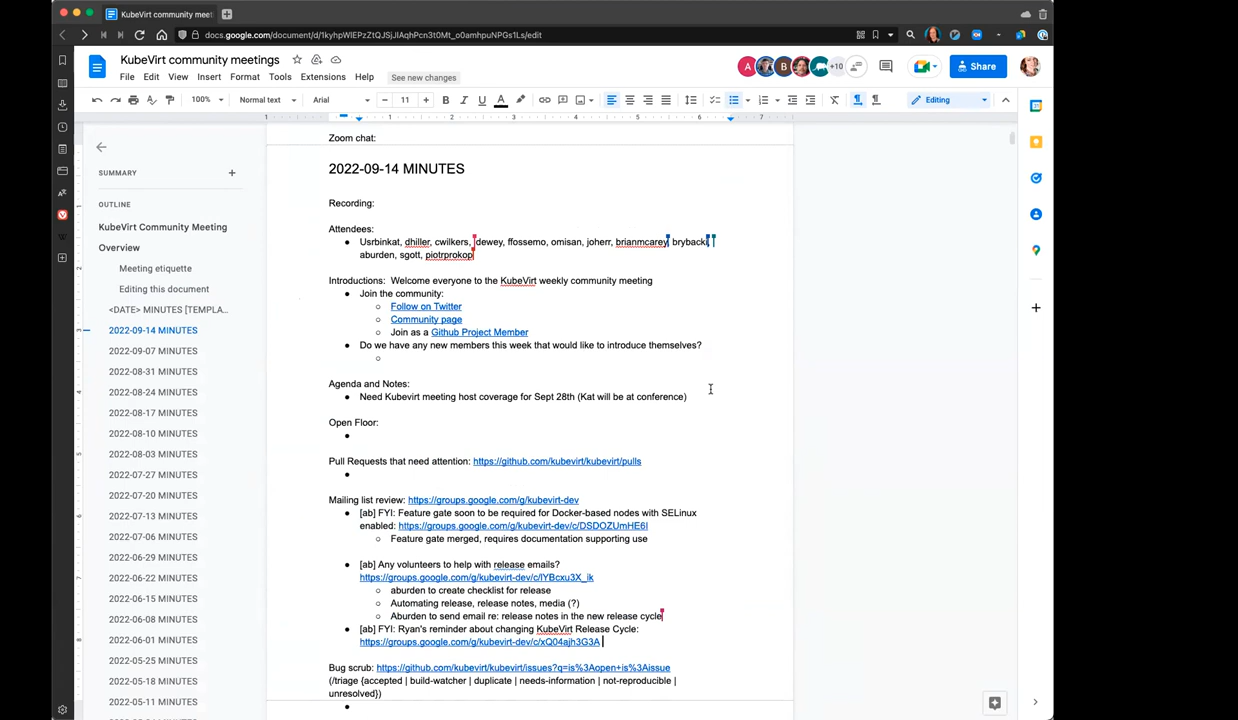 KubeVirt community meet
docs.google.com/document/d/1kyhpWIEPzZtQJSjJIAqhPcn3t0Mt_o0amhpuNPGs1Ls/edit
KubeVirt community meetings
File Edit View Insert Format Tools Extensions Help See new changes
A B +10 Share
100% Normal text Arial 11 B I U A Editing
1 1 2 3 4 5 6 7
Zoom chat:
SUMMARY
OUTLINE
KubeVirt Community Meeting
Overview
Meeting etiquette
Editing this document
<DATE> MINUTES [TEMPLA...
2022-09-14 MINUTES
2022-09-07 MINUTES
2022-08-31 MINUTES
2022-08-24 MINUTES
2022-08-17 MINUTES
2022-08-10 MINUTES
2022-08-03 MINUTES
2022-07-27 MINUTES
2022-07-20 MINUTES
2022-07-13 MINUTES
2022-07-06 MINUTES
2022-06-29 MINUTES
2022-06-22 MINUTES
2022-06-15 MINUTES
2022-06-08 MINUTES
2022-06-01 MINUTES
2022-05-25 MINUTES
2022-05-18 MINUTES
2022-05-11 MINUTES
2022-09-14 MINUTES
Recording:
Attendees:
Usrbinkat, dhiller, cwilkers, jdewey, ffossemo, omisan, joherr, brianmcarey, brybacki,
aburden, sgott, piotrprokop
Introductions: Welcome everyone to the KubeVirt weekly community meeting
Join the community:
Follow on Twitter
Community page
Join as a Github Project Member
Do we have any new members this week that would like to introduce themselves?
Agenda and Notes:
Need Kubevirt meeting host coverage for Sept 28th (Kat will be at conference)
Open Floor:
Pull Requests that need attention: https://github.com/kubevirt/kubevirt/pulls
Mailing list review: https://groups.google.com/g/kubevirt-dev
[ab] FYI: Feature gate soon to be required for Docker-based nodes with SELinux
enabled: https://groups.google.com/g/kubevirt-dev/c/DSDOZUmHE6I
Feature gate merged, requires documentation supporting use
[ab] Any volunteers to help with release emails?
https://groups.google.com/g/kubevirt-dev/c/lYBcxu3X_ik
aburden to create checklist for release
Automating release, release notes, media (?)
Aburden to send email re: release notes in the new release cycle
[ab] FYI: Ryan's reminder about changing KubeVirt Release Cycle:
https://groups.google.com/g/kubevirt-dev/c/xQ04ajh3G3A
Bug scrub: https://github.com/kubevirt/kubevirt/issues?q=is%3Aopen+is%3Aissue
(/triage {accepted | build-watcher | duplicate | needs-information | not-reproducible |
unresolved})